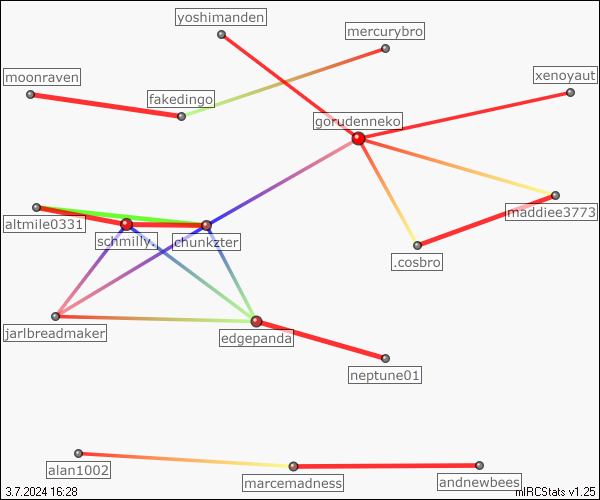 yoshimanden
mercurybro
moonraven
xenoyaut
fakedingo
gorudenneko
altmile0331
maddiee3773
schmilly.
chunkzter
.cosbro
jarlbreadmaker
edgepanda
neptune01
alan1002
marcemadness
andnewbees
3.7.2024 16:28
mIRCStats v1.25